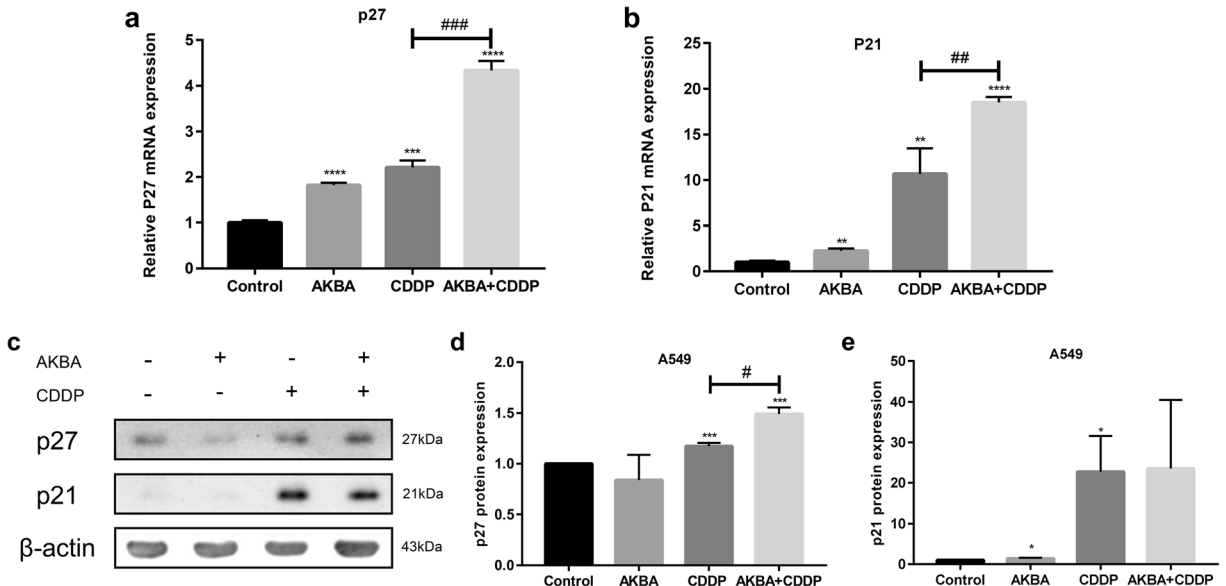 a
p27
###
Relative P27 mRNA expression
5
4
3
2
1
0
****
***
****
Control AKBA CDDP AKBA+CDDP
b
P21
##
Relative P21 mRNA expression
25
20
15
10
5
0
**
**
****
Control AKBA CDDP AKBA+CDDP
c
AKBA - + - +
CDDP - - + +
p27 27kDa
p21 21kDa
β-actin 43kDa
d
A549
#
p27 protein expression
2.0
1.5
1.0
0.5
0.0
***
***
Control AKBA CDDP AKBA+CDDP
e
A549
p21 protein expression
50
40
30
20
10
0
*
*
Control AKBA CDDP AKBA+CDDP